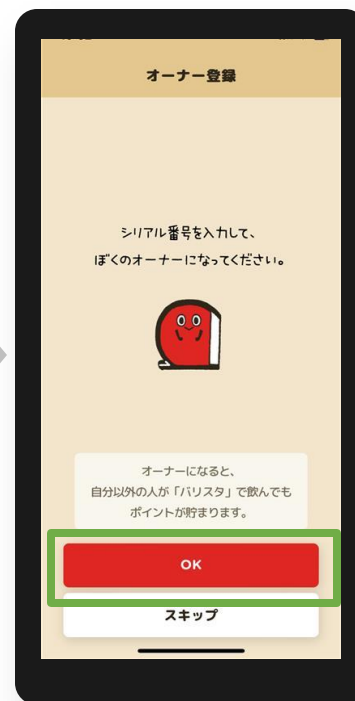 オーナー登録
シリアル番号を入力して、
ぼくのオーナーになってください。
オーナーになると、
自分以外の人が「バリスタ」で飲んでも
ポイントが貯まります。
OK
スキップ